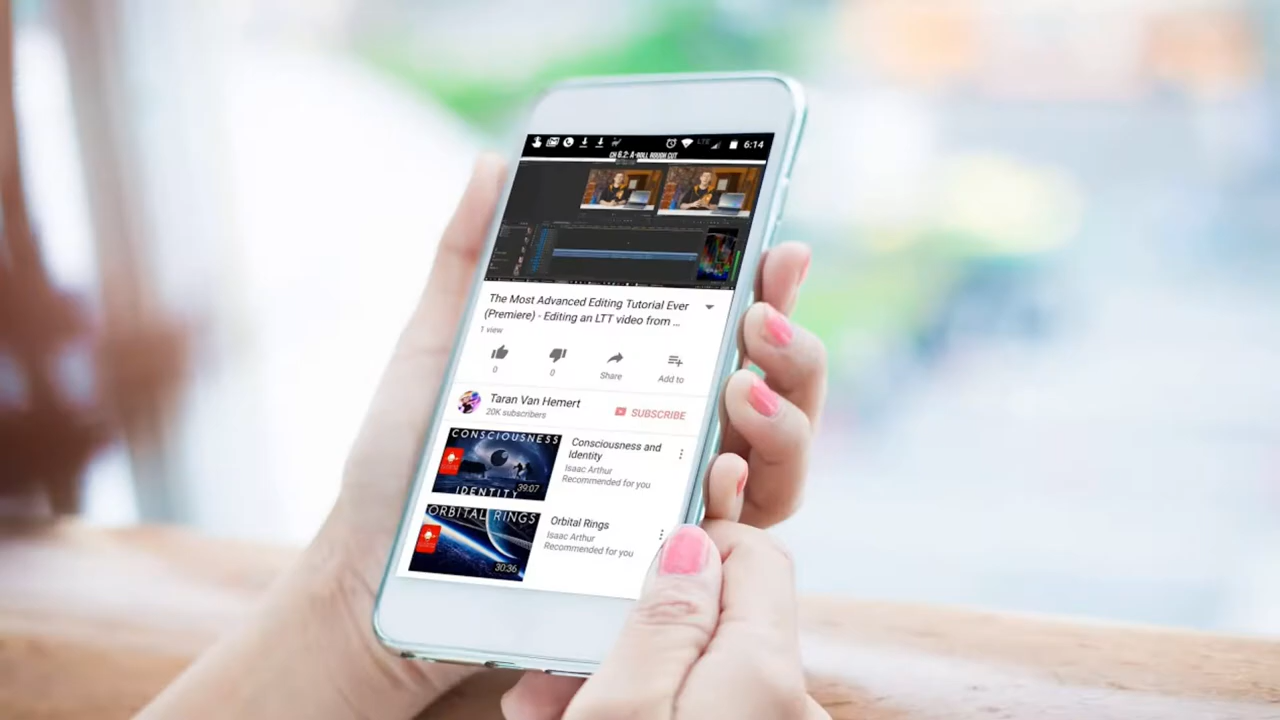 LTE 6:14
CH 6.2: A-ROLL ROUGH CUT
The Most Advanced Editing Tutorial Ever
(Premiere) - Editing an LTT video from ...
1 view
0
0
Share
Add to
Taran Van Hemert
20K subscribers
SUBSCRIBE
CONSCIOUSNESS
IDENTITY
39:07
Consciousness and
Identity
Isaac Arthur
Recommended for you
ORBITAL RINGS
30:36
Orbital Rings
Isaac Arthur
Recommended for you